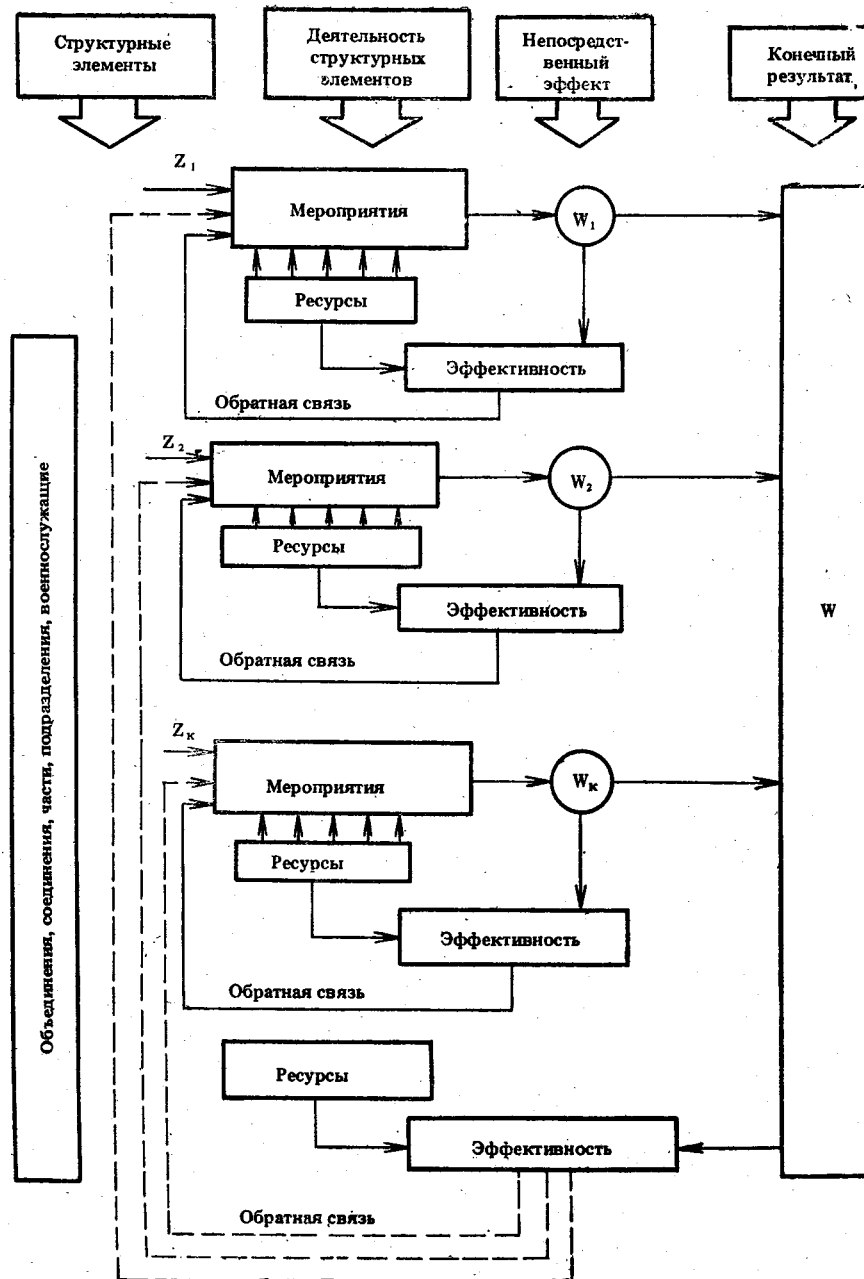 Структурные
элементы
Деятельность
структурных
элементов
Непосредст-
венный
эффект
Конечный
результат,
Z₁
Мероприятия
W₁
Ресурсы
Эффективность
Обратная связь
Z₂
Мероприятия
W₂
Ресурсы
Эффективность
Обратная связь
Zк
Мероприятия
Wк
Ресурсы
Эффективность
Обратная связь
Ресурсы
Эффективность
Обратная связь
W
Объединения, соединения, части, подразделения, военнослужащие